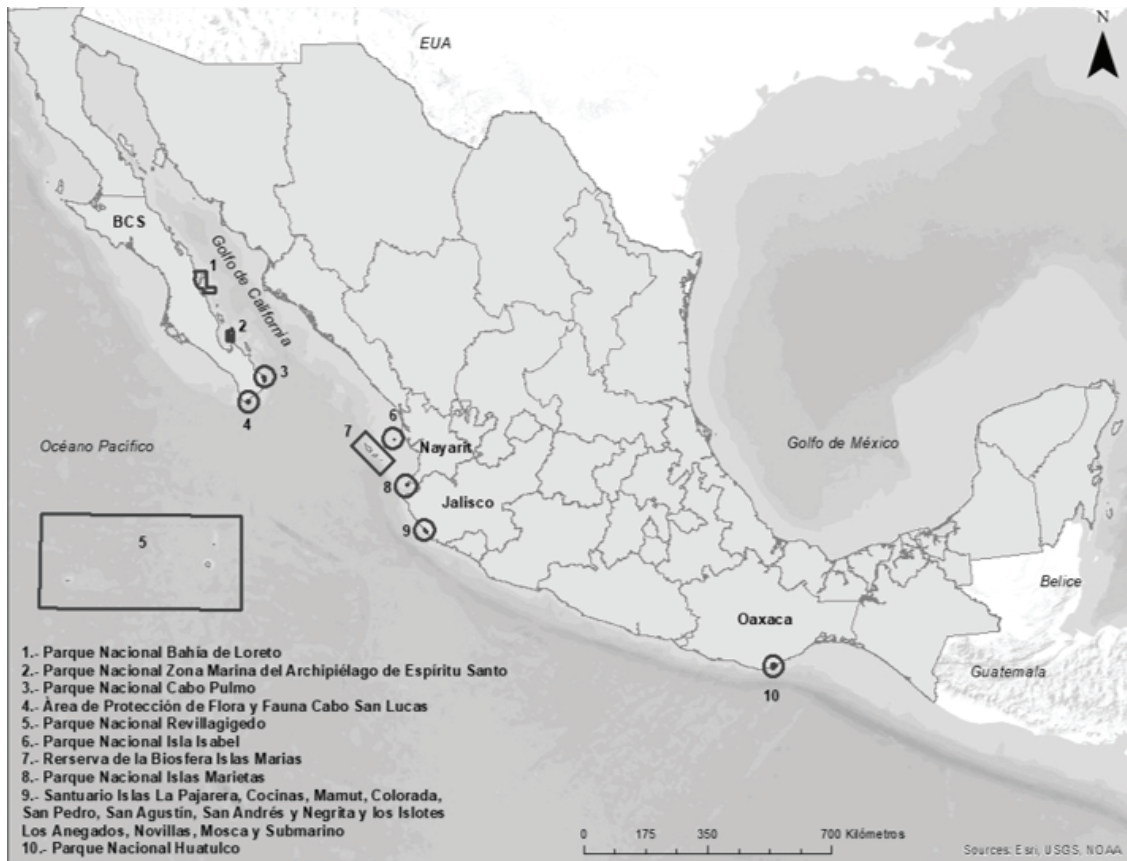 N
EUA
BCS
1
Golfo de California
2
3
4
6
7
Nayarit
Océano Pacifico
Golfo de México
8
Jalisco
9
5
Belice
Oaxaca
Guatemala
10
1.- Parque Nacional Bahía de Loreto
2.- Parque Nacional Zona Marina del Archipiélago de Espíritu Santo
3.- Parque Nacional Cabo Pulmo
4.- Àrea de Protección de Flora y Fauna Cabo San Lucas
5.- Parque Nacional Revillagigedo
6.- Parque Nacional Isla Isabel
7.- Rerserva de la Biosfera Islas Marias
8.- Parque Nacional Islas Marietas
9.- Santuario Islas La Pajarera, Cocinas, Mamut, Colorada,
San Pedro, San Agustín, San Andrés y Negrita y los Islotes
Los Anegados, Novillas, Mosca y Submarino
10.- Parque Nacional Huatulco
0 175 350 700 Kilómetros
Sources: Esri, USGS, NOAA